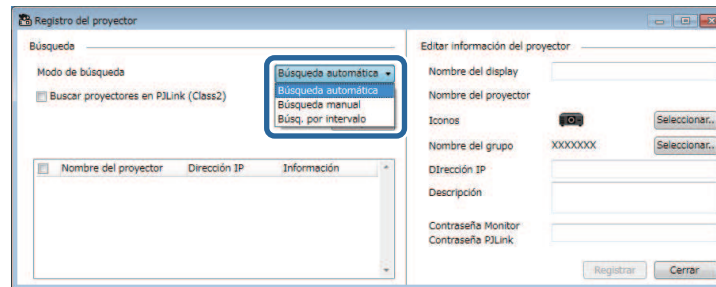 Registro del proyector
Búsqueda
Modo de búsqueda
Búsqueda automática
Búsqueda automática
Búsqueda manual
Búsq. por intervalo
Buscar proyectores en PJLink (Class2)
Nombre del proyector Dirección IP Información
Editar información del proyector
Nombre del display
Nombre del proyector
Iconos Seleccionar..
Nombre del grupo XXXXXXX Seleccionar..
DIrección IP
Descripción
Contraseña Monitor
Contraseña PJLink
Registrar Cerrar